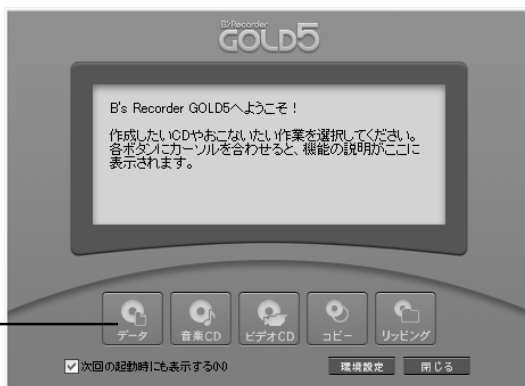 B's Recorder
GOLD5
B's Recorder GOLD5へようこそ！
作成したいCDやおこないたい作業を選択してください。
各ボタンにカーソルを合わせると、機能の説明がここに
表示されます。
データ
音楽CD
ビデオCD
コピー
リッピング
次回の起動時にも表示する(N)
環境設定
閉じる